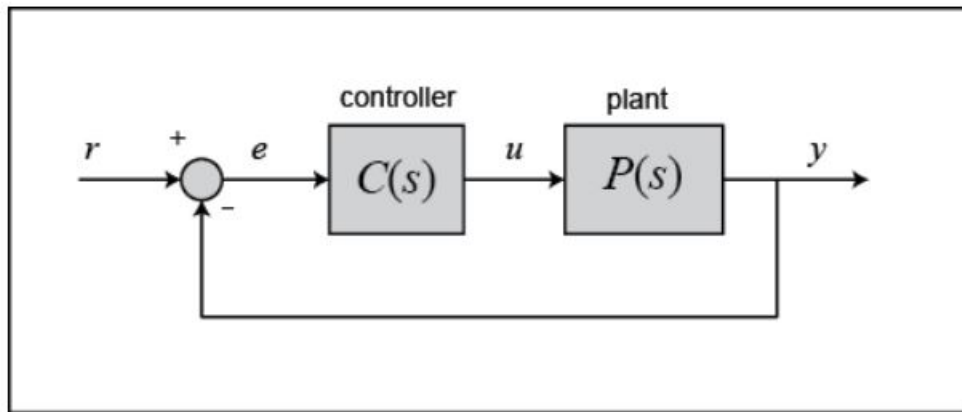 controller plant
r + e C(s) u P(s) y
−